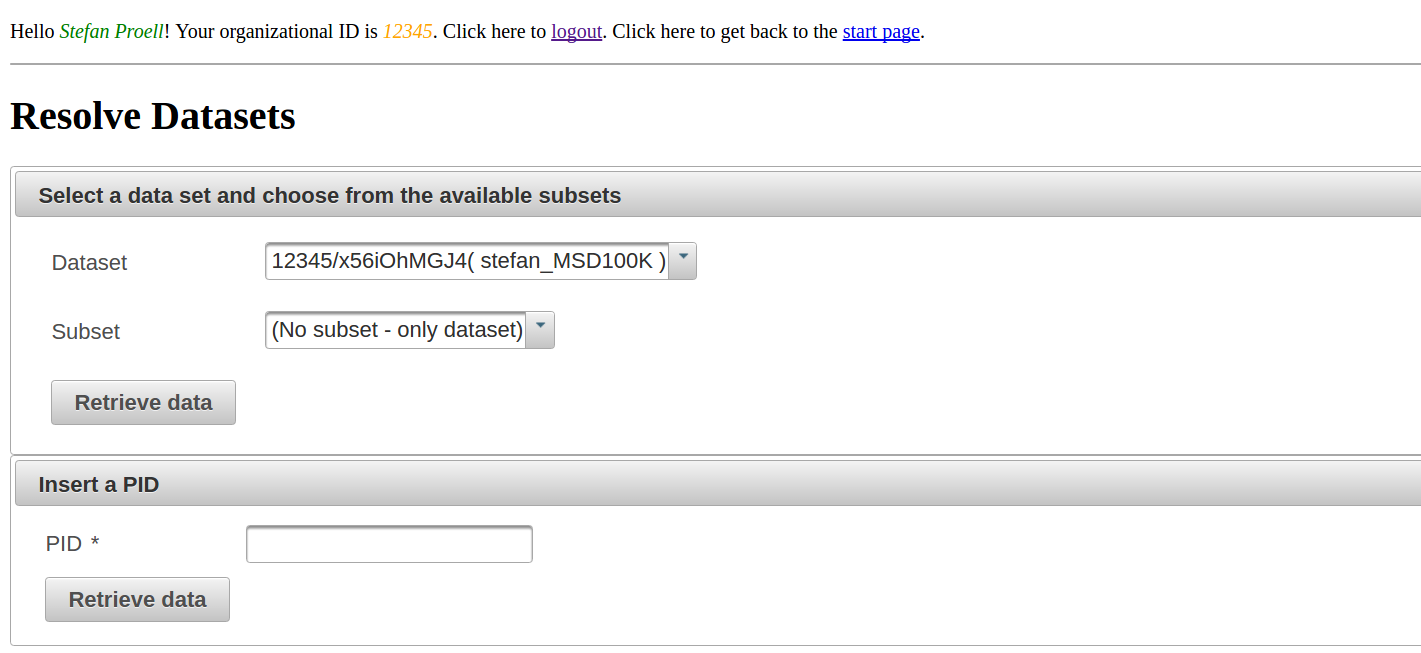 Hello Stefan Proell! Your organizational ID is 12345. Click here to logout. Click here to get back to the start page.
Resolve Datasets
Select a data set and choose from the available subsets
Dataset 12345/x56iOhMGJ4( stefan_MSD100K )
Subset (No subset - only dataset)
Retrieve data
Insert a PID
PID *
Retrieve data